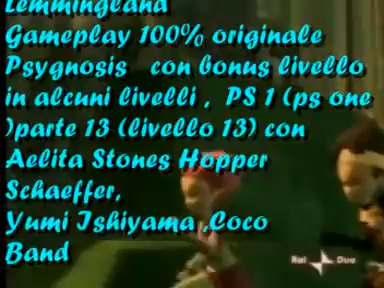 Lemmingland
Gameplay 100% originale
Psygnosis con bonus livello
in alcuni livelli , PS 1 (ps one
)parte 13 (livello 13) con
Aelita Stones Hopper
Schaeffer,
Yumi Ishiyama ,Coco
Band
Rai Due